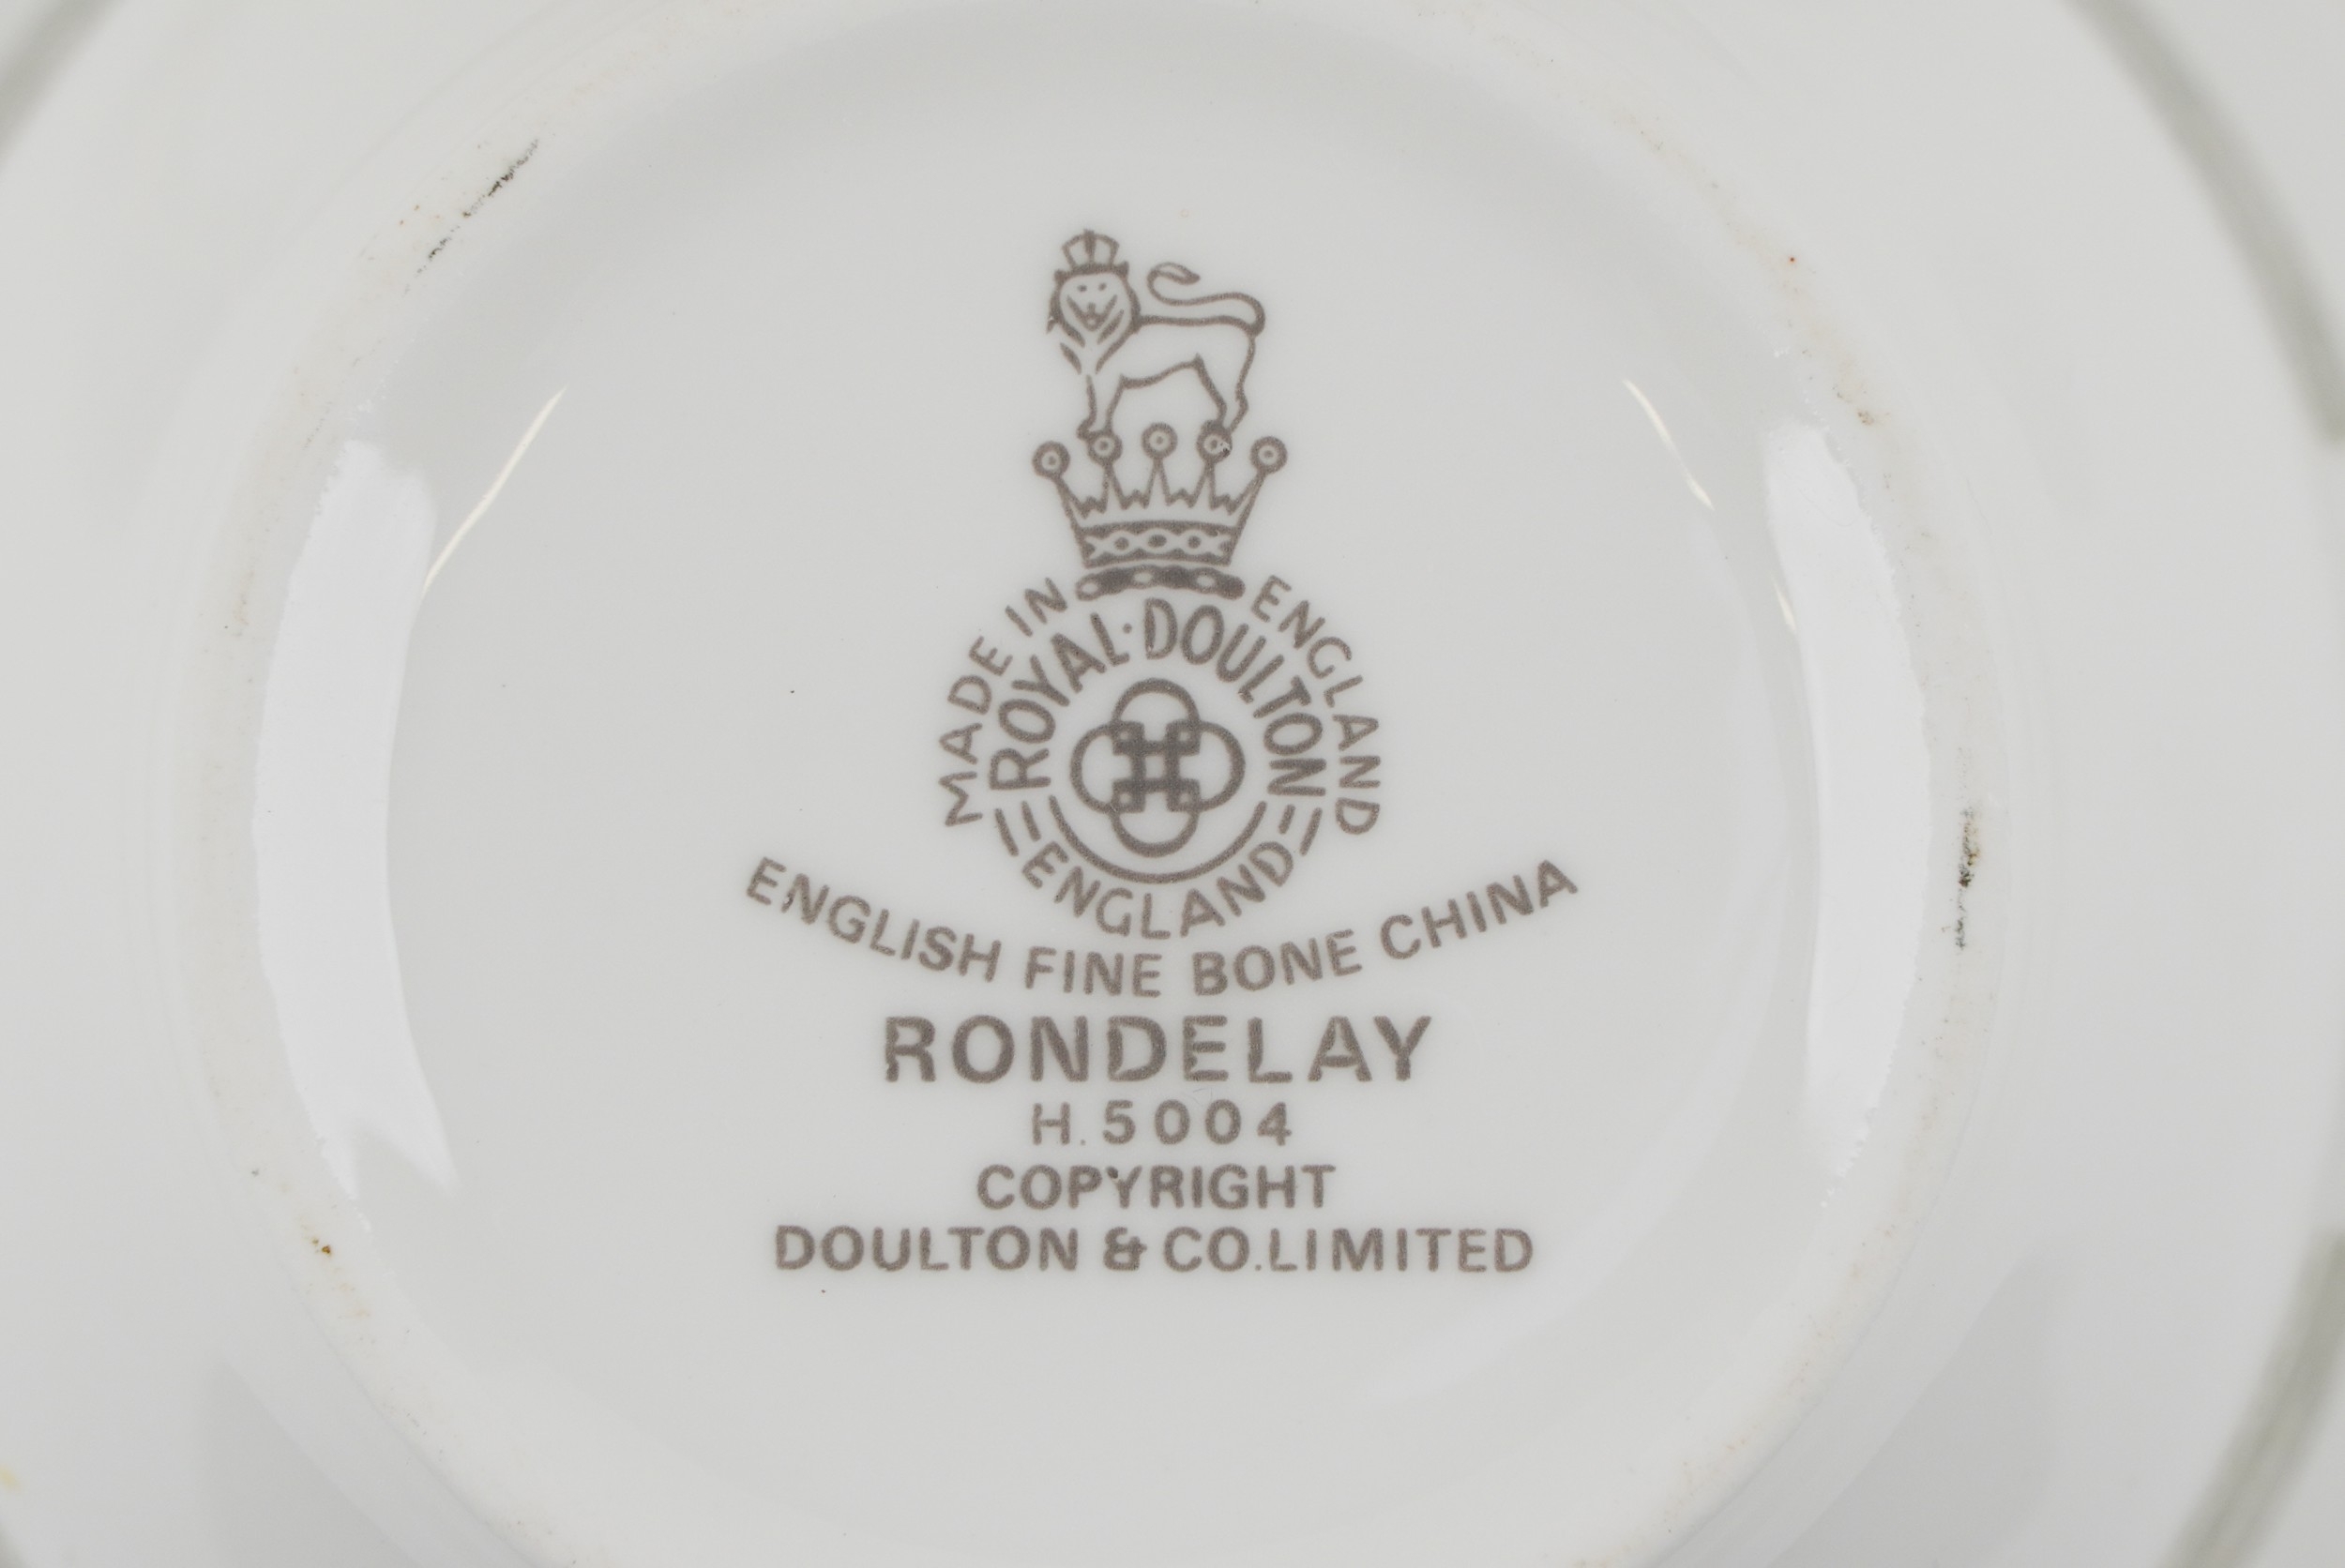 MADE IN ENGLAND
ROYAL·DOULTON
ENGLAND
ENGLISH FINE BONE CHINA
RONDELAY
H.5004
COPYRIGHT
DOULTON & CO.LIMITED